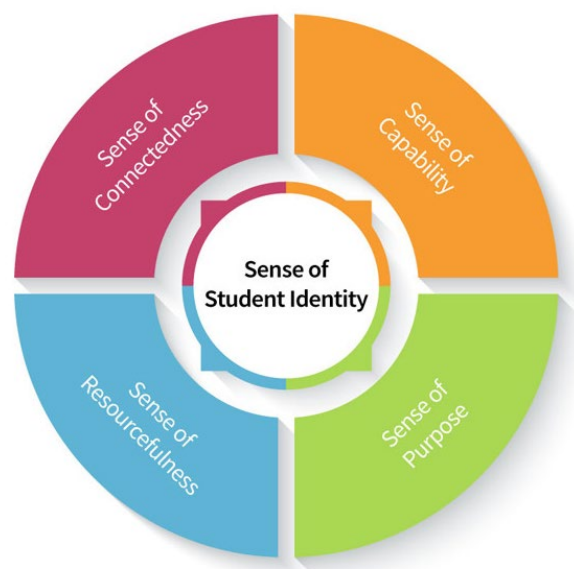 Sense of
Connectedness
Sense of
Capability
Sense of
Student Identity
Sense of
Resourcefulness
Sense of
Purpose